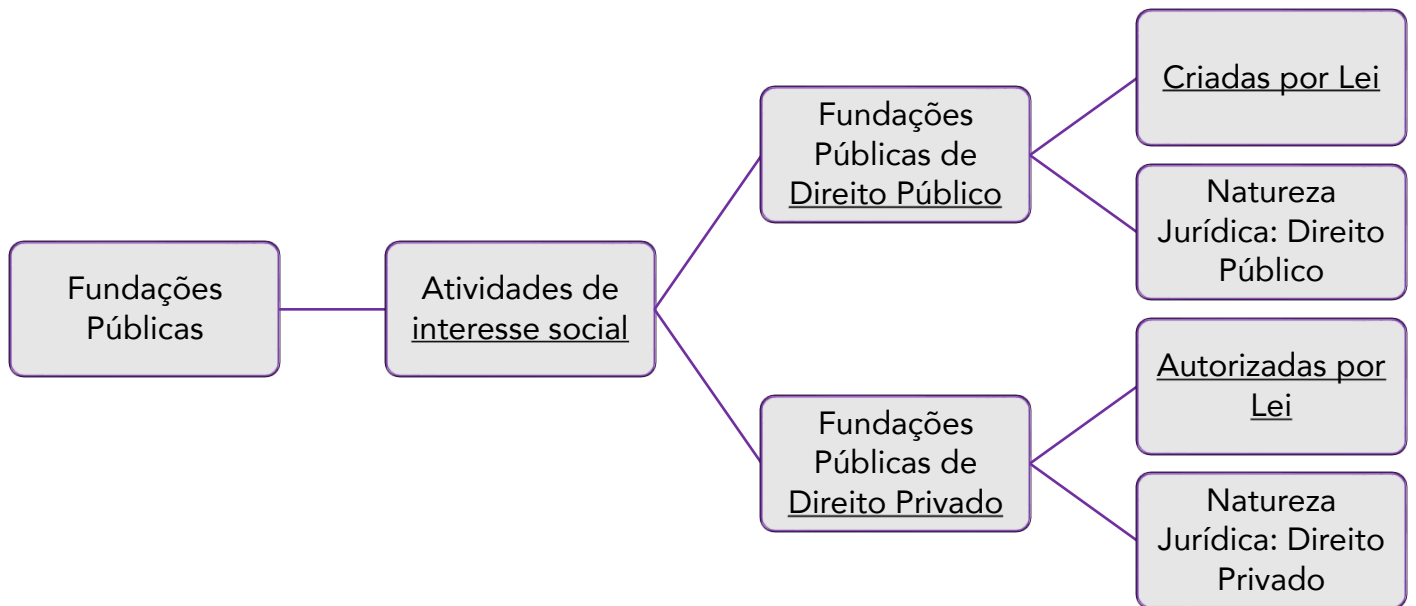 Fundações
Públicas
Atividades de
interesse social
Fundações
Públicas de
Direito Público
Criadas por Lei
Natureza
Jurídica: Direito
Público
Fundações
Públicas de
Direito Privado
Autorizadas por
Lei
Natureza
Jurídica: Direito
Privado